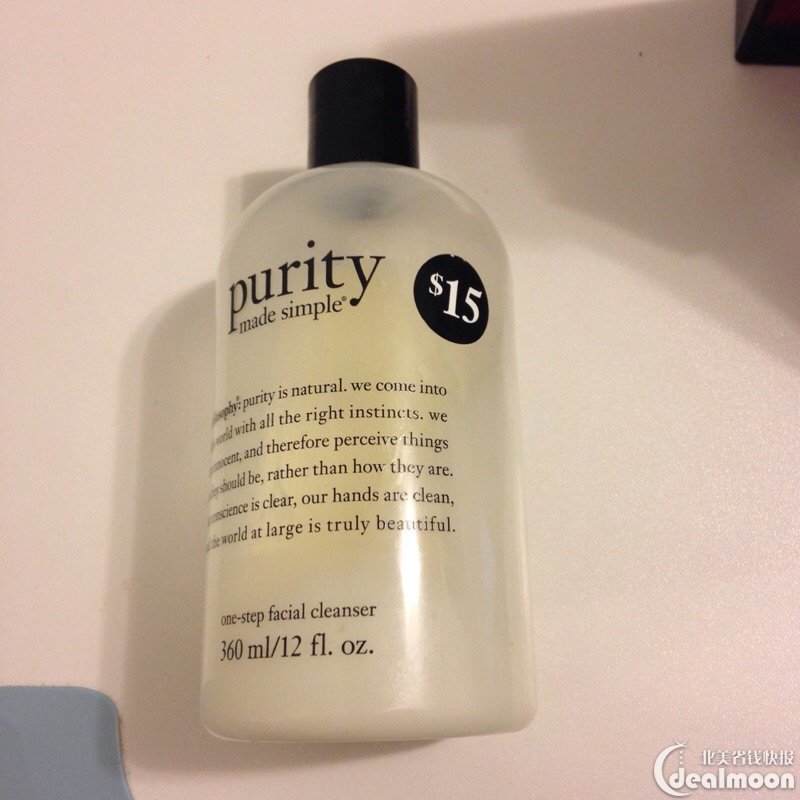 purity
made simple®
$15
purity is natural. we come into
world with all the right instincts. we
and therefore perceive things
should be, rather than how they are.
conscience is clear, our hands are clean,
the world at large is truly beautiful.
one-step facial cleanser
360 ml/12 fl. oz.
北美省钱快报
dealmoon